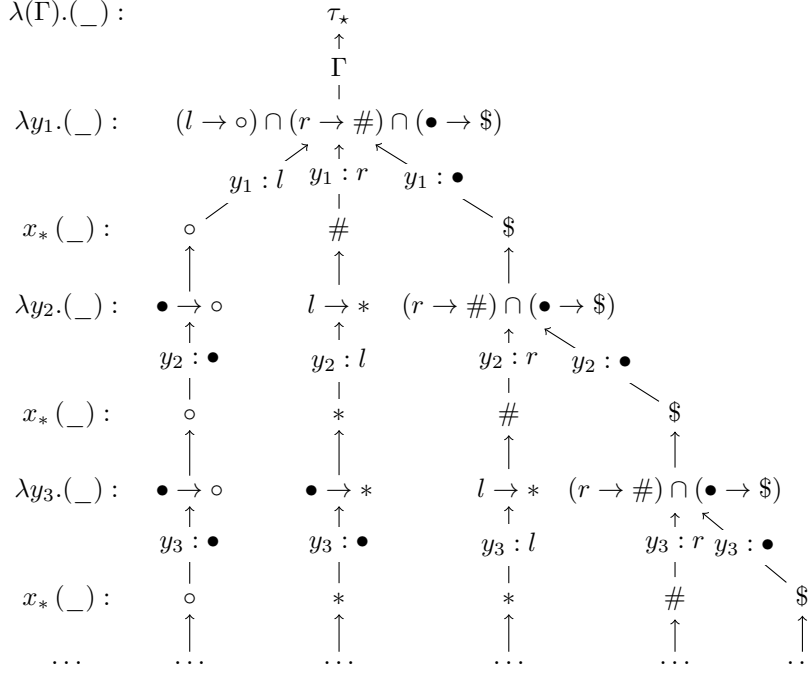 λ(Γ).(_) : τ⋆
Γ
λy₁.(_) : (l → ∘) ∩ (r → #) ∩ (• → $)
y₁ : l y₁ : r y₁ : •
x∗ (_) : ∘ # $
λy₂.(_) : • → ∘ l → ∗ (r → #) ∩ (• → $)
y₂ : • y₂ : l y₂ : r y₂ : •
x∗ (_) : ∘ ∗ # $
λy₃.(_) : • → ∘ • → ∗ l → ∗ (r → #) ∩ (• → $)
y₃ : • y₃ : • y₃ : l y₃ : r y₃ : •
x∗ (_) : ∘ ∗ ∗ # $
... ... ... ... ... ..